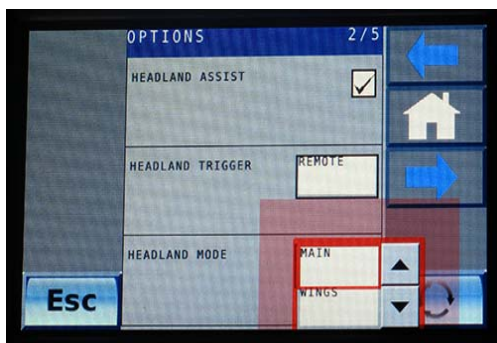 OPTIONS 2/5
HEADLAND ASSIST
HEADLAND TRIGGER REMOTE
HEADLAND MODE MAIN
WINGS
Esc